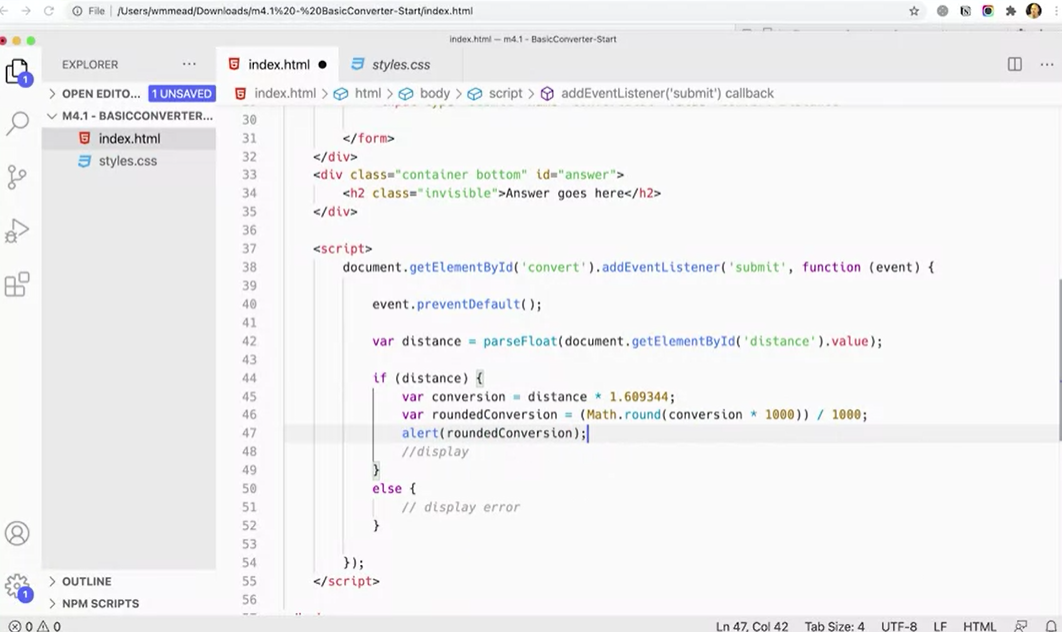 File | /Users/wmmead/Downloads/m4.1%20-%20BasicConverter-Start/index.html
index.html — m4.1 - BasicConverter-Start
EXPLORER ...
index.html ● styles.css ...
OPEN EDITO... 1 UNSAVED
index.html > html > body > script > addEventListener('submit') callback
M4.1 - BASICCONVERTER...
index.html
styles.css
30
31 </form>
32 </div>
33 <div class="container bottom" id="answer">
34 <h2 class="invisible">Answer goes here</h2>
35 </div>
36
37 <script>
38 document.getElementById('convert').addEventListener('submit', function (event) {
39
40 event.preventDefault();
41
42 var distance = parseFloat(document.getElementById('distance').value);
43
44 if (distance) {
45 var conversion = distance * 1.609344;
46 var roundedConversion = (Math.round(conversion * 1000)) / 1000;
47 alert(roundedConversion);
48 //display
49 }
50 else {
51 // display error
52 }
53
54 });
55 </script>
56
1
1
OUTLINE
NPM SCRIPTS
0 0 Ln 47, Col 42 Tab Size: 4 UTF-8 LF HTML